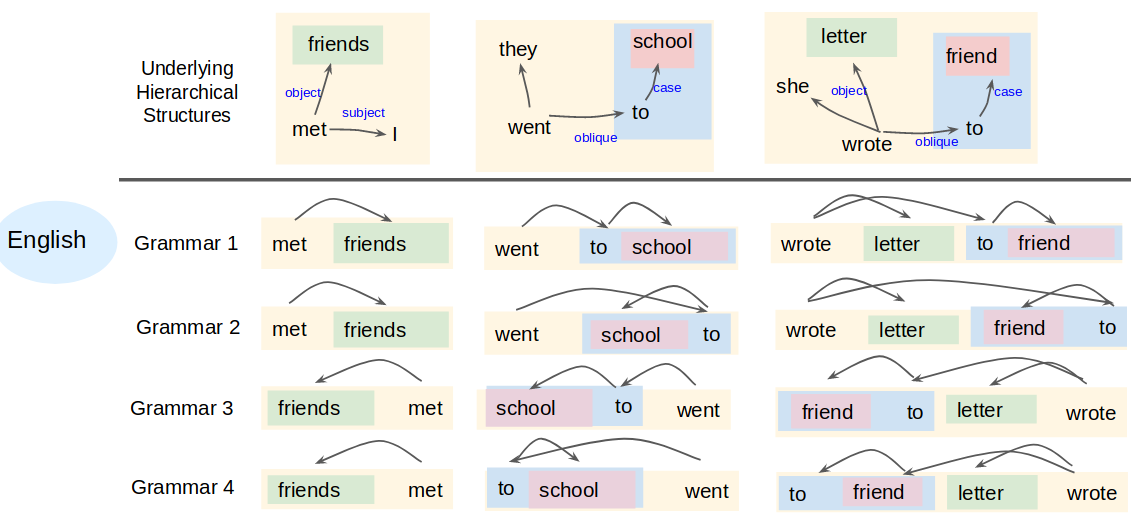 friends
object
subject
met
I
they
school
case
went
to
oblique
letter
friend
she
object
case
to
wrote
oblique
Underlying
Hierarchical
Structures
English
Grammar 1
met friends
went to school
wrote letter to friend
Grammar 2
met friends
went school to
wrote letter friend to
Grammar 3
friends met
school to went
friend to letter wrote
Grammar 4
friends met
to school went
to friend letter wrote